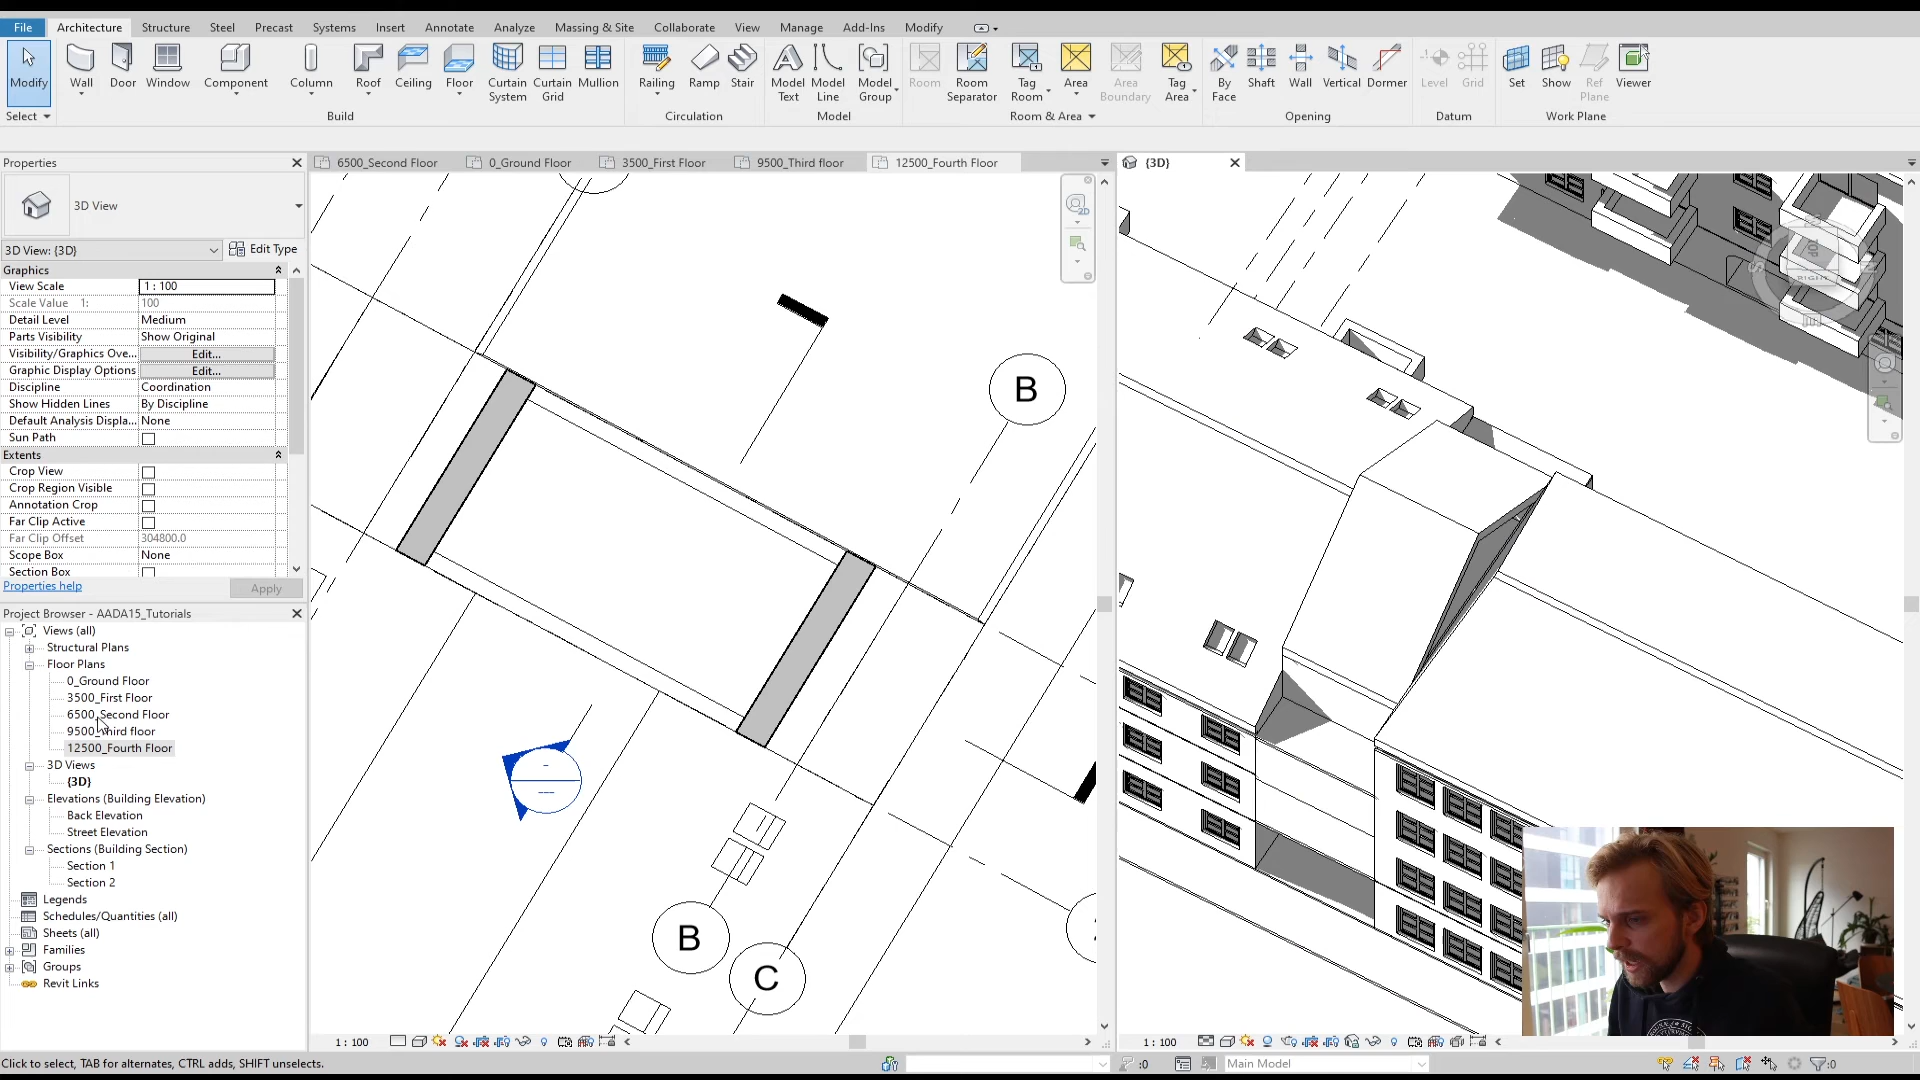 File Architecture Structure Steel Precast Systems Insert Annotate Analyze Massing & Site Collaborate View Manage Add-Ins Modify
Modify Wall Door Window Component Column Roof Ceiling Floor Curtain System Curtain Grid Mullion Railing Ramp Stair Model Text Model Line Model Group Room Room Separator Tag Room Area Area Boundary Tag Area By Face Shaft Wall Vertical Dormer Level Grid Set Show Ref Plane Viewer
Select Build Circulation Model Room & Area Opening Datum Work Plane
Properties
6500_Second Floor 0_Ground Floor 3500_First Floor 9500_Third floor 12500_Fourth Floor {3D}
3D View
3D View: {3D} Edit Type
Graphics
View Scale 1 : 100
Scale Value 1: 100
Detail Level Medium
Parts Visibility Show Original
Visibility/Graphics Ove... Edit...
Graphic Display Options Edit...
Discipline Coordination
Show Hidden Lines By Discipline
Default Analysis Displa... None
Sun Path
Extents
Crop View
Crop Region Visible
Annotation Crop
Far Clip Active
Far Clip Offset 304800.0
Scope Box None
Section Box
Properties help Apply
Project Browser - AADA15_Tutorials
Views (all)
Structural Plans
Floor Plans
0_Ground Floor
3500_First Floor
6500_Second Floor
9500_Third floor
12500_Fourth Floor
3D Views
{3D}
Elevations (Building Elevation)
Back Elevation
Street Elevation
Sections (Building Section)
Section 1
Section 2
Legends
Schedules/Quantities (all)
Sheets (all)
Families
Groups
Revit Links
2D
B
B
C
TOP
RIGHT
1 : 100
1 : 100
Click to select, TAB for alternates, CTRL adds, SHIFT unselects. :0 Main Model :0